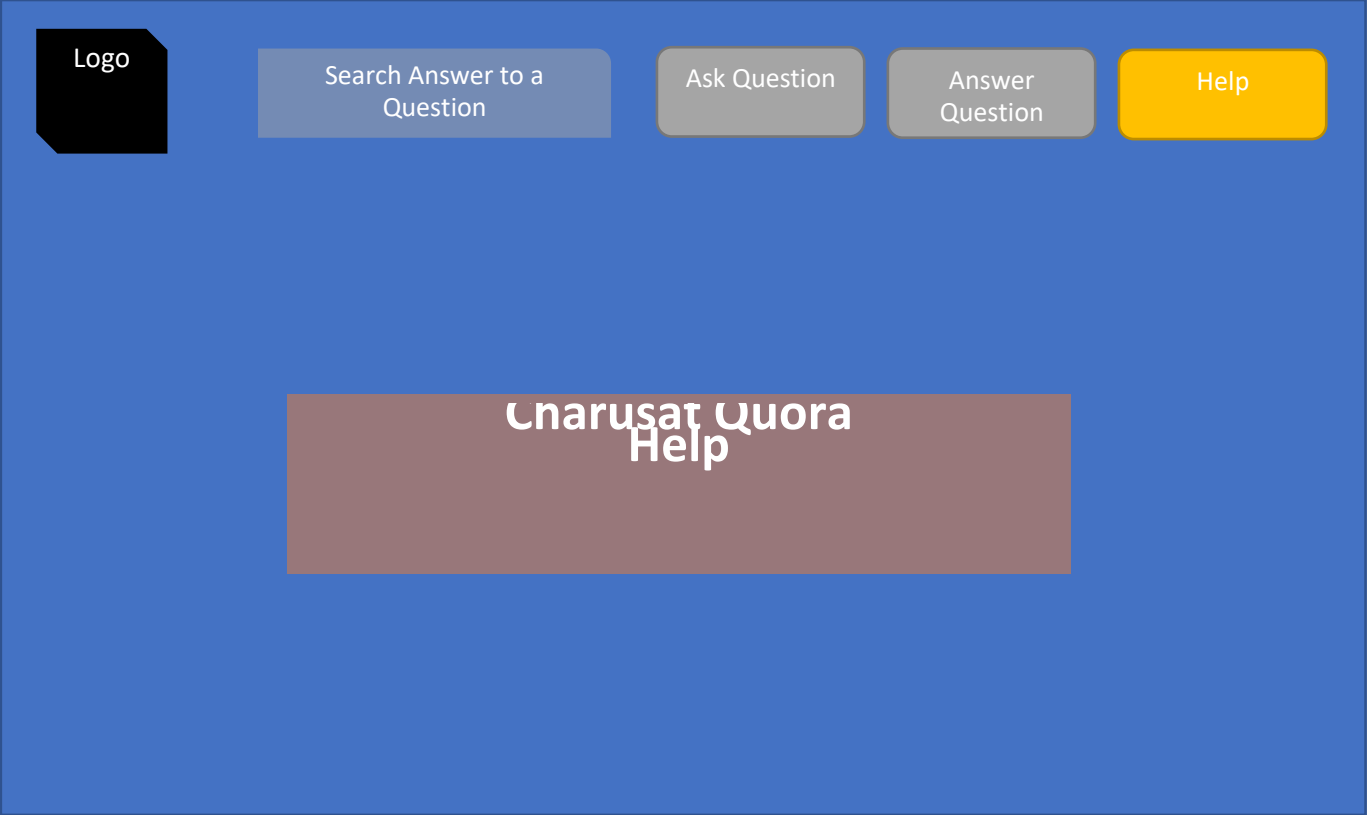 Logo
Search Answer to a
Question
Ask Question
Answer
Question
Help
Charusat Quora
Help